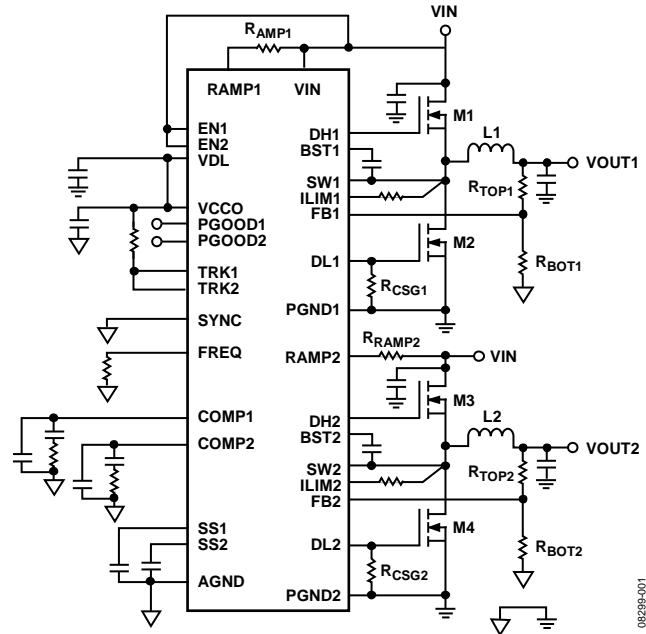 VIN
RAMP1
RAMP1 VIN
EN1
EN2
VDL
VCCO
PGOOD1
PGOOD2
TRK1
TRK2
SYNC
FREQ
COMP1
COMP2
SS1
SS2
AGND
DH1
BST1
SW1
ILIM1
FB1
DL1
PGND1
RAMP2
DH2
BST2
SW2
ILIM2
FB2
DL2
PGND2
M1
L1
VOUT1
RTOP1
M2
RBOT1
RCSG1
RRAMP2
VIN
M3
L2
VOUT2
RTOP2
M4
RBOT2
RCSG2
08299-001